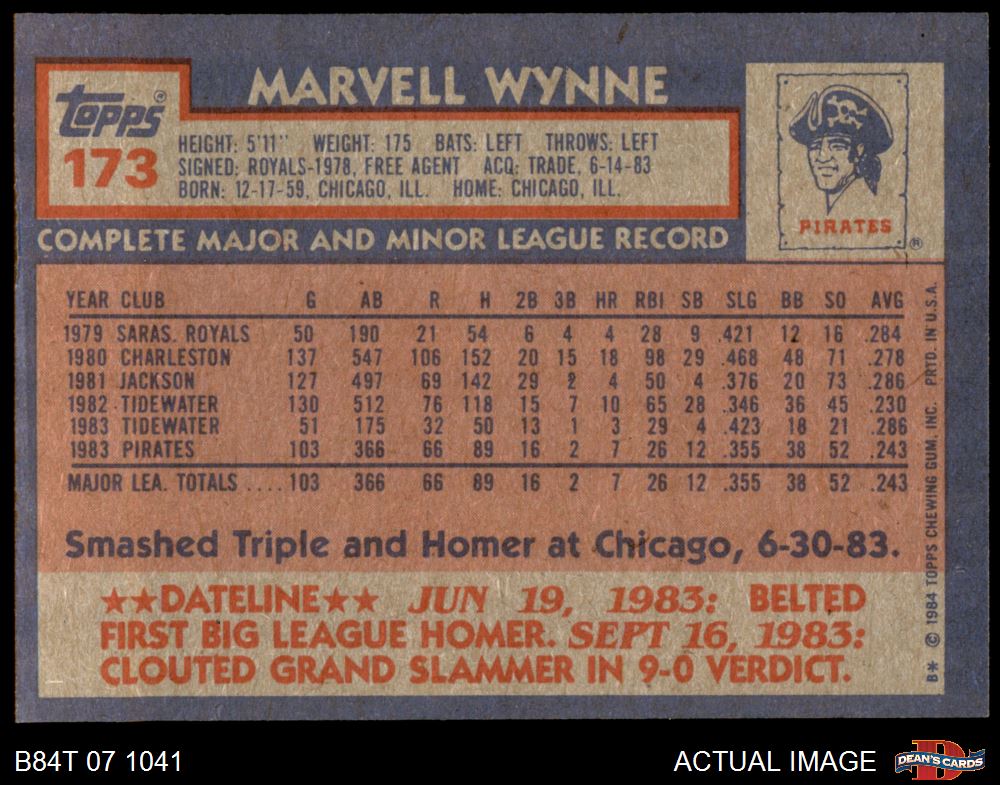 MARVELL WYNNE
TOPPS ®
173
HEIGHT: 5'11" WEIGHT: 175 BATS: LEFT THROWS: LEFT
SIGNED: ROYALS-1978, FREE AGENT ACQ: TRADE, 6-14-83
BORN: 12-17-59, CHICAGO, ILL. HOME: CHICAGO, ILL.
PIRATES ®
COMPLETE MAJOR AND MINOR LEAGUE RECORD
YEAR CLUB G AB R H 2B 3B HR RBI SB SLG BB SO AVG
1979 SARAS. ROYALS 50 190 21 54 6 4 4 28 9 .421 12 16 .284
1980 CHARLESTON 137 547 106 152 20 15 18 98 29 .468 48 71 .278
1981 JACKSON 127 497 69 142 29 2 4 50 4 .376 20 73 .286
1982 TIDEWATER 130 512 76 118 15 7 10 65 28 .346 36 45 .230
1983 TIDEWATER 51 175 32 50 13 1 3 29 4 .423 18 21 .286
1983 PIRATES 103 366 66 89 16 2 7 26 12 .355 38 52 .243
MAJOR LEA. TOTALS ....103 366 66 89 16 2 7 26 12 .355 38 52 .243
Smashed Triple and Homer at Chicago, 6-30-83.
★★DATELINE★★ JUN 19, 1983: BELTED
FIRST BIG LEAGUE HOMER. SEPT 16, 1983:
CLOUTED GRAND SLAMMER IN 9-0 VERDICT.
B* © 1984 TOPPS CHEWING GUM, INC. PRTD. IN U.S.A.
B84T 07 1041
ACTUAL IMAGE
DEAN'S CARDS